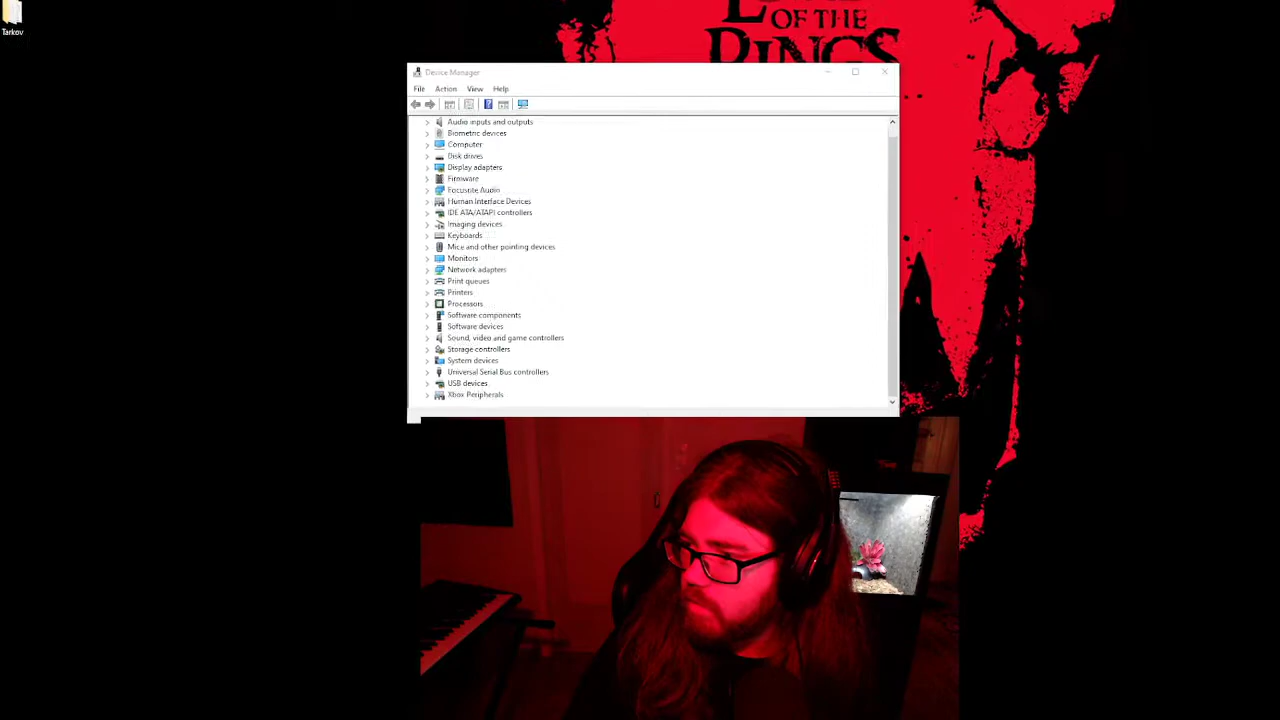 Tarkov
OF THE
RINGS
Device Manager
File Action View Help
Audio inputs and outputs
Biometric devices
Computer
Disk drives
Display adapters
Firmware
Focusrite Audio
Human Interface Devices
IDE ATA/ATAPI controllers
Imaging devices
Keyboards
Mice and other pointing devices
Monitors
Network adapters
Print queues
Printers
Processors
Software components
Software devices
Sound, video and game controllers
Storage controllers
System devices
Universal Serial Bus controllers
USB devices
Xbox Peripherals